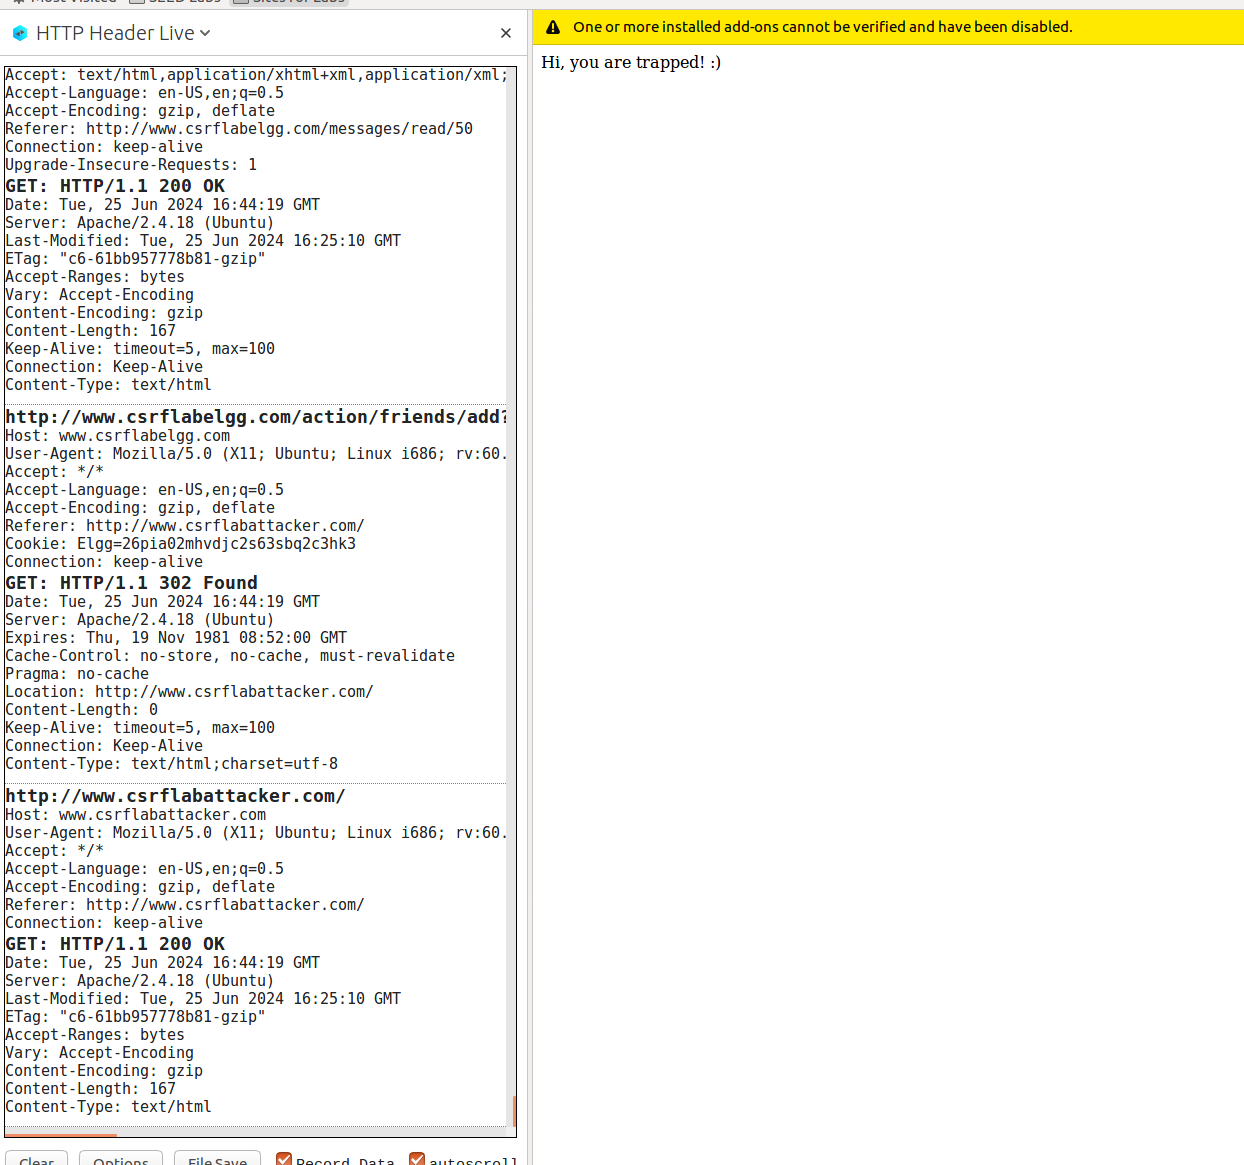 Most Visited SEED Labs Sites for Labs
HTTP Header Live
One or more installed add-ons cannot be verified and have been disabled.
Hi, you are trapped! :)
Accept: text/html,application/xhtml+xml,application/xml;
Accept-Language: en-US,en;q=0.5
Accept-Encoding: gzip, deflate
Referer: http://www.csrflabelgg.com/messages/read/50
Connection: keep-alive
Upgrade-Insecure-Requests: 1
GET: HTTP/1.1 200 OK
Date: Tue, 25 Jun 2024 16:44:19 GMT
Server: Apache/2.4.18 (Ubuntu)
Last-Modified: Tue, 25 Jun 2024 16:25:10 GMT
ETag: "c6-61bb957778b81-gzip"
Accept-Ranges: bytes
Vary: Accept-Encoding
Content-Encoding: gzip
Content-Length: 167
Keep-Alive: timeout=5, max=100
Connection: Keep-Alive
Content-Type: text/html
http://www.csrflabelgg.com/action/friends/add?
Host: www.csrflabelgg.com
User-Agent: Mozilla/5.0 (X11; Ubuntu; Linux i686; rv:60.
Accept: */*
Accept-Language: en-US,en;q=0.5
Accept-Encoding: gzip, deflate
Referer: http://www.csrflabattacker.com/
Cookie: Elgg=26pia02mhvdjc2s63sbq2c3hk3
Connection: keep-alive
GET: HTTP/1.1 302 Found
Date: Tue, 25 Jun 2024 16:44:19 GMT
Server: Apache/2.4.18 (Ubuntu)
Expires: Thu, 19 Nov 1981 08:52:00 GMT
Cache-Control: no-store, no-cache, must-revalidate
Pragma: no-cache
Location: http://www.csrflabattacker.com/
Content-Length: 0
Keep-Alive: timeout=5, max=100
Connection: Keep-Alive
Content-Type: text/html;charset=utf-8
http://www.csrflabattacker.com/
Host: www.csrflabattacker.com
User-Agent: Mozilla/5.0 (X11; Ubuntu; Linux i686; rv:60.
Accept: */*
Accept-Language: en-US,en;q=0.5
Accept-Encoding: gzip, deflate
Referer: http://www.csrflabattacker.com/
Connection: keep-alive
GET: HTTP/1.1 200 OK
Date: Tue, 25 Jun 2024 16:44:19 GMT
Server: Apache/2.4.18 (Ubuntu)
Last-Modified: Tue, 25 Jun 2024 16:25:10 GMT
ETag: "c6-61bb957778b81-gzip"
Accept-Ranges: bytes
Vary: Accept-Encoding
Content-Encoding: gzip
Content-Length: 167
Content-Type: text/html
Clear Options File Save Record Data autoscroll